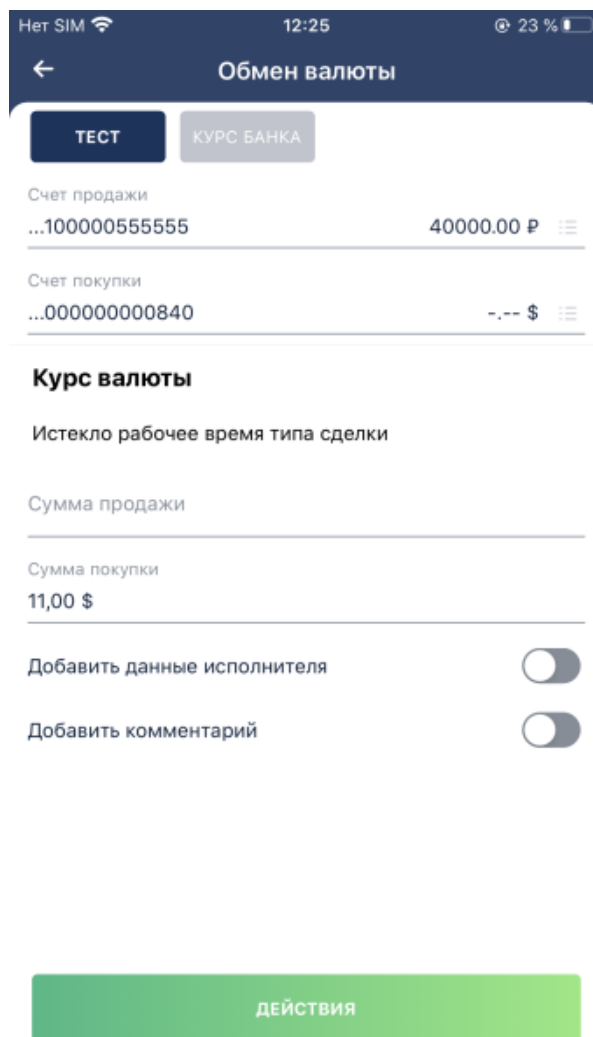 Нет SIM 12:25 23 %
Обмен валюты
ТЕСТ КУРС БАНКА
Счет продажи
...100000555555 40000.00 ₽
Счет покупки
...000000000840 -.-- $
Курс валюты
Истекло рабочее время типа сделки
Сумма продажи
Сумма покупки
11,00 $
Добавить данные исполнителя
Добавить комментарий
ДЕЙСТВИЯ